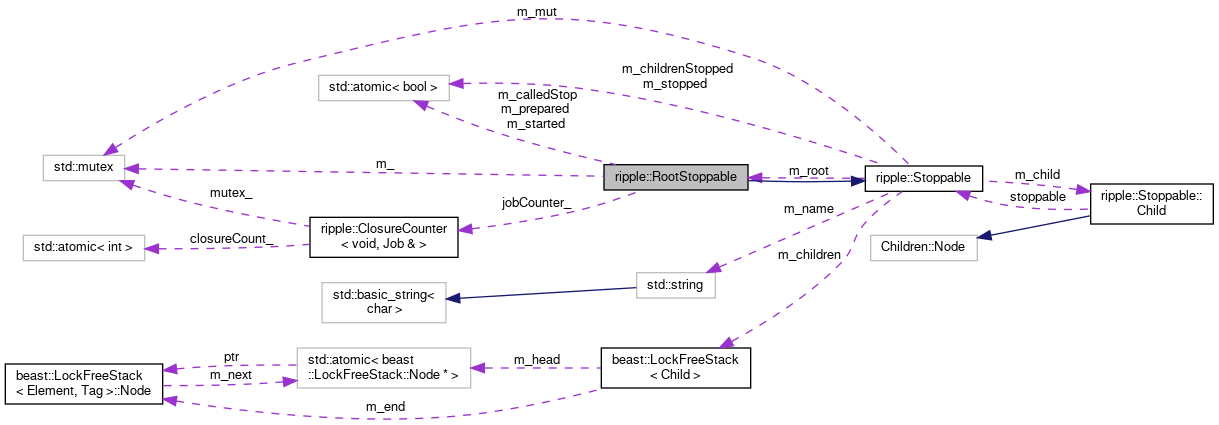 m_mut
m_childrenStopped
m_stopped
std::atomic< bool >
m_calledStop
m_prepared
m_started
std::mutex
m_
ripple::RootStoppable
m_root
ripple::Stoppable
m_child
stoppable
ripple::Stoppable::
Child
mutex_
jobCounter_
m_name
ripple::ClosureCounter
< void, Job & >
std::atomic< int >
closureCount_
Children::Node
m_children
std::string
std::basic_string<
char >
ptr
m_next
std::atomic< beast
::LockFreeStack::Node * >
m_head
beast::LockFreeStack
< Child >
beast::LockFreeStack
< Element, Tag >::Node
m_end